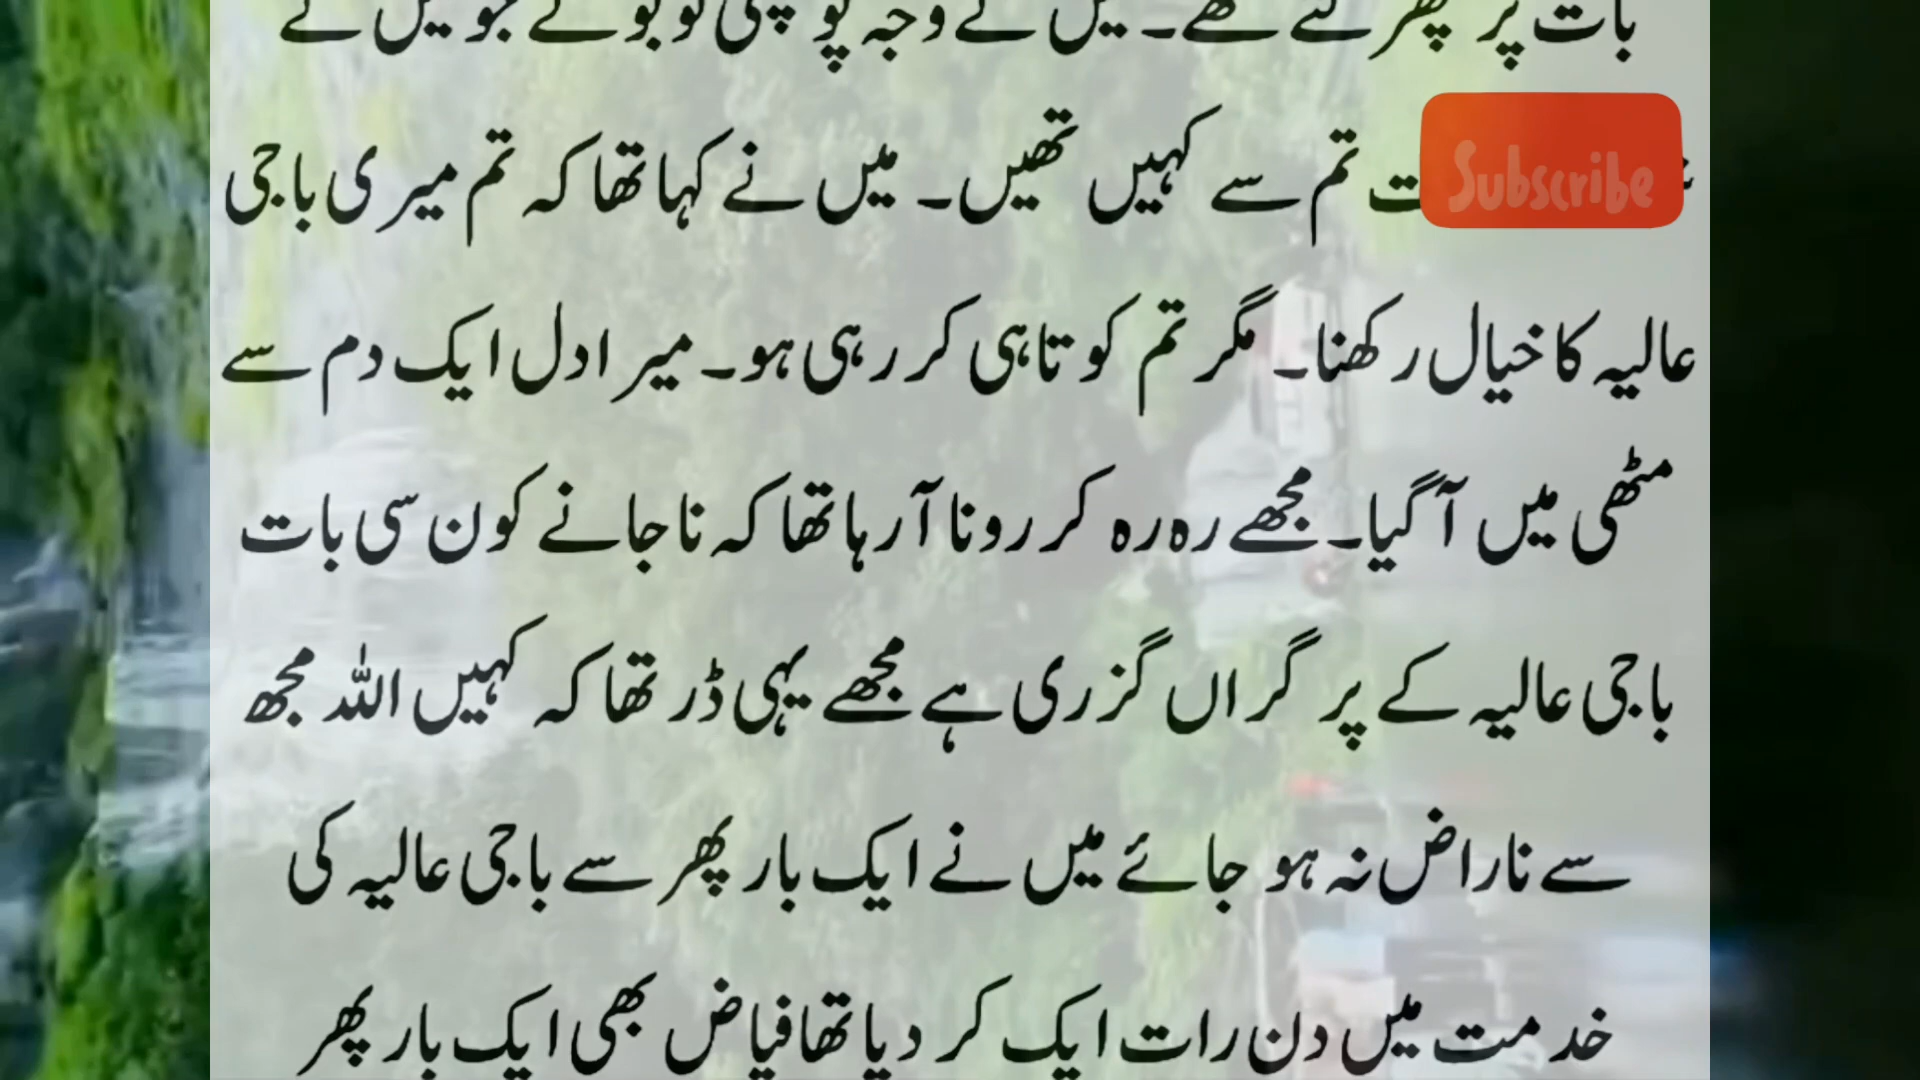 بات پر پھر گئے تھے۔ میں نے وجہ پوچھی تو بولے جو میں نے
Subscribe
ت تم سے کہیں تھیں۔ میں نے کہا تھا کہ تم میری باجی
عالیہ کا خیال رکھنا۔ مگر تم کوتاہی کر رہی ہو۔ میرا دل ایک دم سے
مٹھی میں آ گیا۔ مجھے رہ رہ کر رونا آرہا تھا کہ نا جانے کون سی بات
باجی عالیہ کے پر گراں گزری ہے مجھے یہی ڈر تھا کہ کہیں اللہ مجھ
سے ناراض نہ ہو جائے میں نے ایک بار پھر سے باجی عالیہ کی
خدمت میں دن رات ایک کر دیا تھا فیاض بھی ایک بار پھر